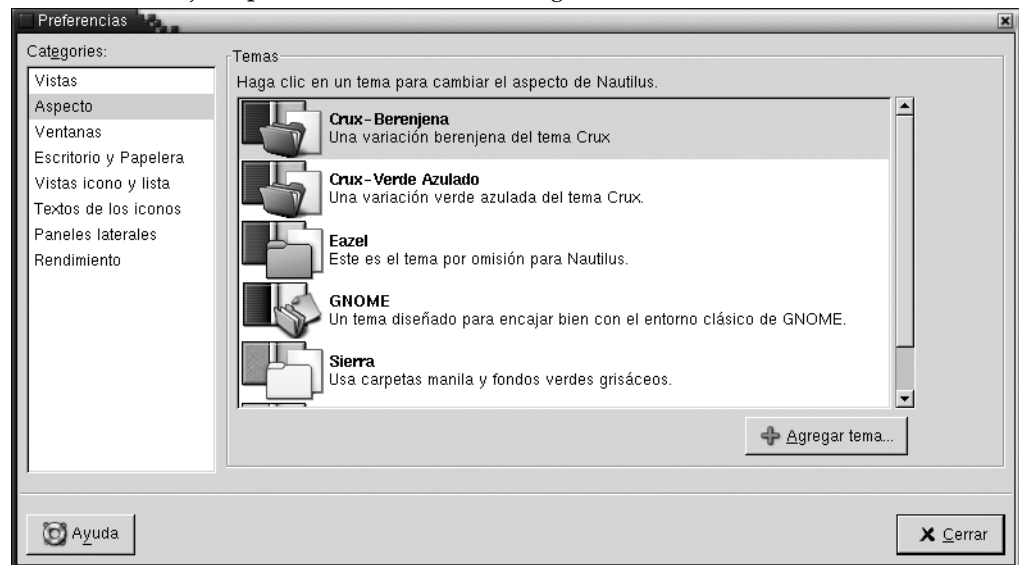 Preferencias
Categories:
Vistas
Aspecto
Ventanas
Escritorio y Papelera
Vistas icono y lista
Textos de los iconos
Paneles laterales
Rendimiento
Temas
Haga clic en un tema para cambiar el aspecto de Nautilus.
Crux-Berenjena
Una variación berenjena del tema Crux
Crux-Verde Azulado
Una variación verde azulada del tema Crux.
Eazel
Este es el tema por omisión para Nautilus.
GNOME
Un tema diseñado para encajar bien con el entorno clásico de GNOME.
Sierra
Usa carpetas manila y fondos verdes grisáceos.
Agregar tema...
Ayuda
Cerrar